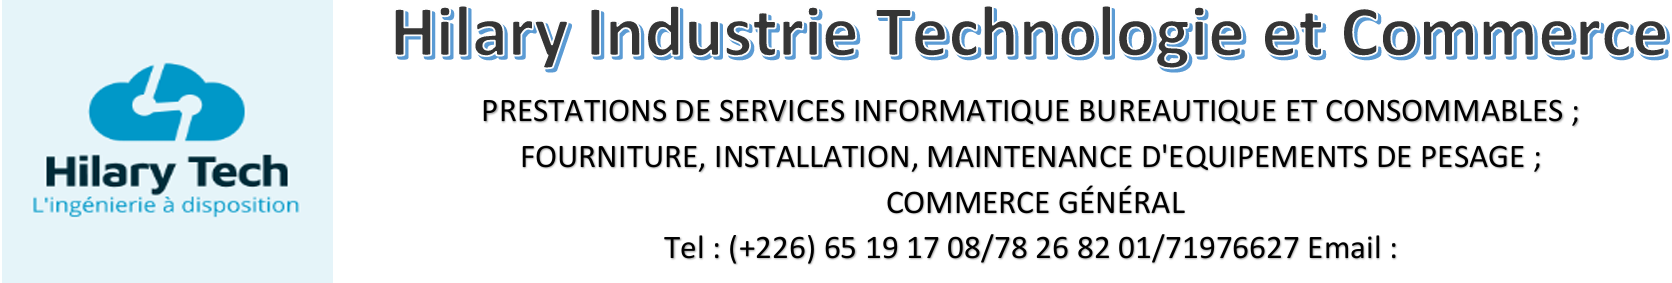 Hilary Tech
L'ingénierie à disposition
Hilary Industrie Technologie et Commerce
PRESTATIONS DE SERVICES INFORMATIQUE BUREAUTIQUE ET CONSOMMABLES ;
FOURNITURE, INSTALLATION, MAINTENANCE D'EQUIPEMENTS DE PESAGE ;
COMMERCE GÉNÉRAL
Tel : (+226) 65 19 17 08/78 26 82 01/71976627 Email :